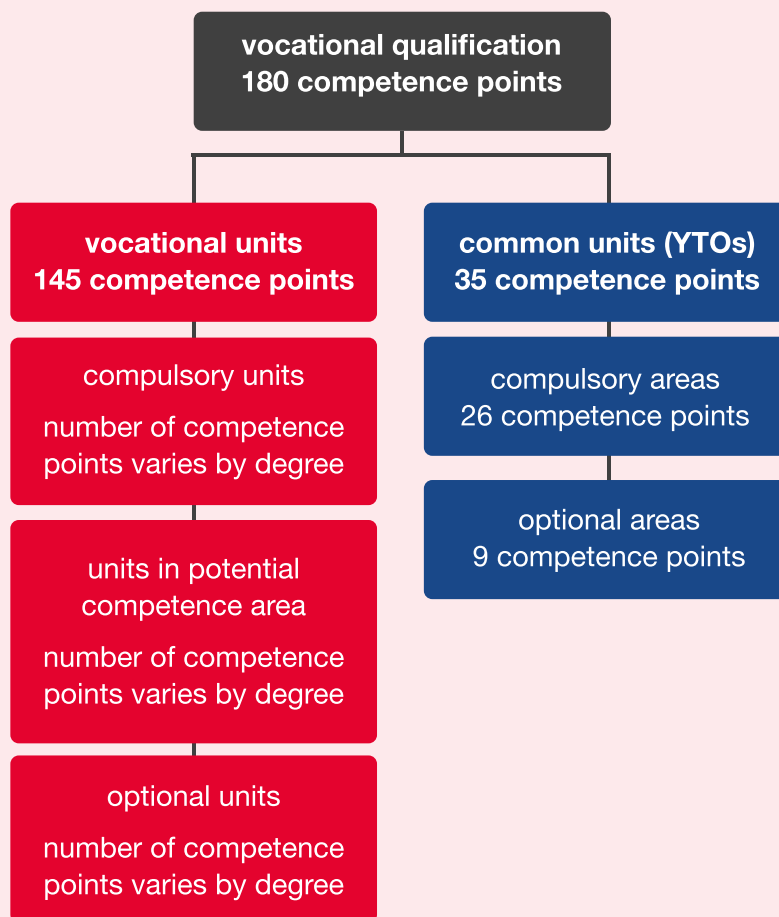 vocational qualification
180 competence points
vocational units
145 competence points
compulsory units
number of competence
points varies by degree
units in potential
competence area
number of competence
points varies by degree
optional units
number of competence
points varies by degree
common units (YTOs)
35 competence points
compulsory areas
26 competence points
optional areas
9 competence points